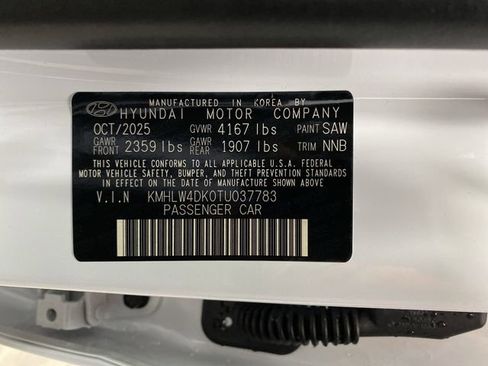 MANUFACTURED IN KOREA BY
HYUNDAI MOTOR COMPANY
OCT/2025 GVWR 4167 lbs PAINT SAW
GAWR FRONT 2359 lbs GAWR REAR 1907 lbs TRIM NNB
THIS VEHICLE CONFORMS TO ALL APPLICABLE U.S.A. FEDERAL
MOTOR VEHICLE SAFETY, BUMPER, AND THEFT PREVENTION STANDARDS
IN EFFECT ON THE DATE OF MANUFACTURE SHOWN ABOVE.
V.I.N KMHLW4DK0TU037783
PASSENGER CAR